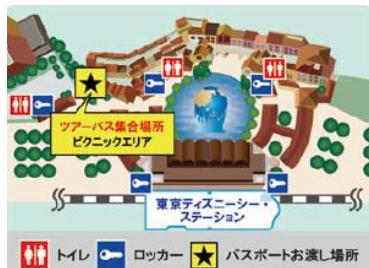 ツアーバス集合場所
ピクニックエリア
東京ディズニーシー・
ステーション
トイレ
ロッカー
パスポートお渡し場所